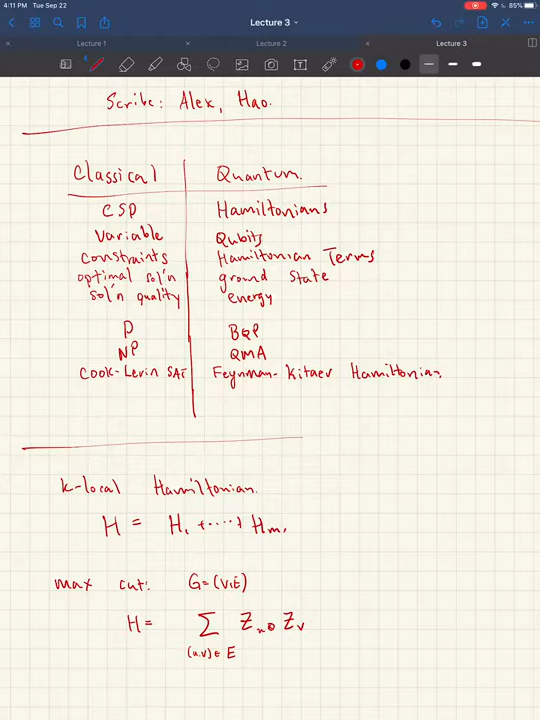 4:11 PM Tue Sep 22 85%
Lecture 3
Lecture 1 Lecture 2 Lecture 3
Scribe: Alex, Hao.
Classical Quantum.
CSP Hamiltonians
Variable Qubits
constraints Hamiltonian Terms
optimal sol'n ground state
sol'n quality energy
P BQP
NP QMA
Cook-Levin SAT Feynman-Kitaev Hamiltonian.
k-local Hamiltonian.
H = H₁ + ····+ Hₘ.
max cut: G=(V,E)
H = ∑ Zᵤ⊗ Zᵥ
(u,v)∈ E